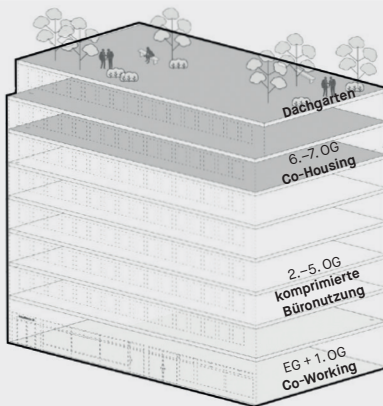 Dachgarten
6.–7. OG
Co-Housing
2.–5. OG
komprimierte
Büronutzung
EG + 1. OG
Co-Working